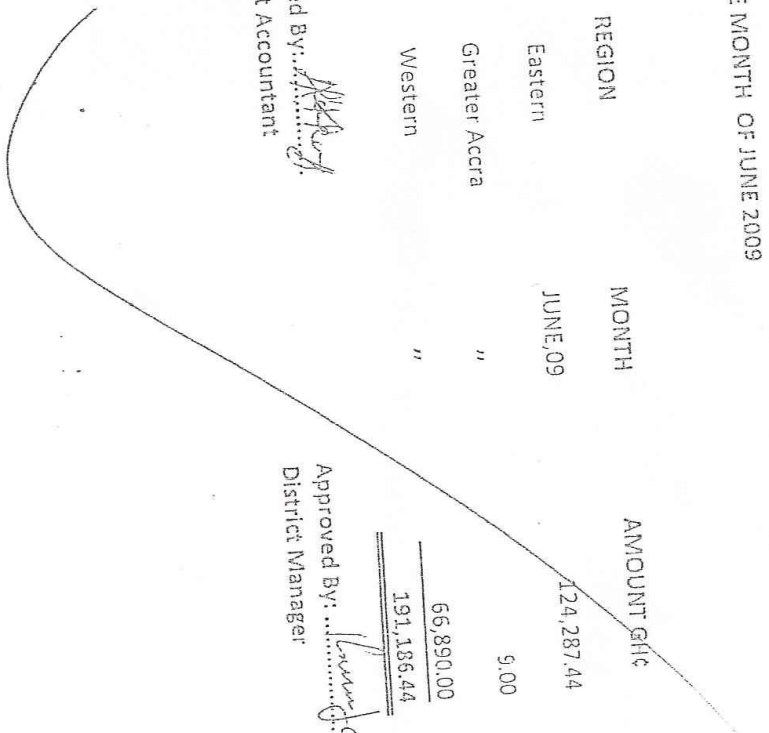 E MONTH OF JUNE 2009
REGION MONTH AMOUNT GH¢
Eastern JUNE,09 124,287.44
Greater Accra " 9.00
Western " 66,890.00
191,186.44
ed By:
t Accountant
Approved By:
District Manager